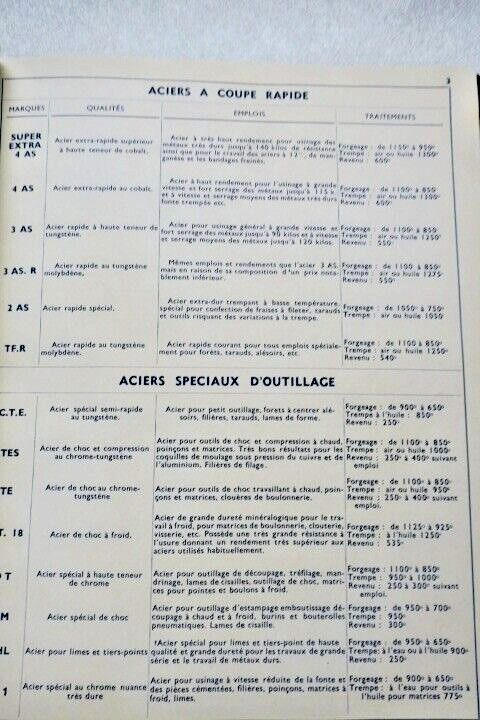 3
ACIERS A COUPE RAPIDE
MARQUES QUALITÉS EMPLOIS TRAITEMENTS
SUPER
EXTRA
4 AS
Acier extra-rapide supérieur
à haute teneur de cobalt.
Acier à très haut rendement pour usinage des
métaux très durs jusqu'à 140 kilos de résistance
ainsi que pour le travail des aciers à 12°/., de man-
ganèse et les bandages freinés.
Forgeage : de 1150° à 950°
Trempe : air ou huile 1300°
Revenu : 600°
4 AS
Acier extra-rapide au cobalt.
Acier à haut rendement pour l'usinage à grande
vitesse et fort serrage des métaux jusqu'à 115 k.
et à vitesse et serrage moyens des métaux très durs
fonte trempée etc.
Forgeage : de 1100° à 850°
Trempe : air ou huile 1300°
Revenu : 600°
3 AS
Acier rapide à haute teneur de
tungstène.
Acier pour usinage général à grande vitesse et
fort serrage des métaux jusqu'à 90 kilos et à vitesse
et serrage moyens des métaux jusqu'à 120 kilos.
Forgeage : de 1100 à 850°
Trempe : air ou huile 1250°
Revenu : 550°
3 AS. R
Acier rapide au tungstène
molybdène.
Mêmes emplois et rendements que l'acier 3 AS.
mais en raison de sa composition d'un prix nota-
blement inférieur.
Forgeage : de 1100 à 850°
Trempe : air ou huile 1275°
Revenu : 550°
2 AS
Acier rapide spécial.
Acier extra-dur trempant à basse température,
spécial pour confection de fraises à fileter, tarauds
et outils risquant des variations à la trempe.
Forgeage : de 1050° à 750°
Trempe : air ou huile 1050°
TF.R
Acier rapide au tungstène
molybdène.
Acier rapide courant pour tous emplois spéciale-
ment pour forêts, tarauds, alésoirs, etc.
Forgeage : de 1100 à 850°
Trempe : air ou huile 1250°
Revenu : 540°
ACIERS SPECIAUX D'OUTILLAGE
C.T.E.
Acier spécial semi-rapide
au tungstène.
Acier pour petit outillage, forets à centrer alé-
soirs, filières, tarauds, lames de forme.
Forgeage : de 900° à 650°
Trempe à l'huile : 850°
Revenu : 250°
TES
Acier de choc et compression
au chrome-tungstène.
Acier pour outils de choc et compression à chaud,
poinçons et matrices. Très bons résultats pour les
coquilles de moulage sous pression du cuivre et de
l'aluminium. Filières de filage.
Forgeage : de 1100° à 850°
Trempe : air ou huile 1000°
Revenu : 250° à 400° suivant
emploi
TE
Acier de choc au chrome-
tungstène
Acier pour outils de choc travaillant à chaud, poin-
çons et matrices, clouères de boulonnerie.
Forgeage : de 1100° à 850°
Trempe : air ou huile 950°
Revenu : 250° à 400° suivant
emploi.
T. 18
Acier de choc à froid.
Acier de grande dureté minéralogique pour le tra-
vail à froid, pour matrices de boulonnerie, clouterie,
visserie, etc. Possède une très grande résistance à
l'usure donnant un rendement très supérieur aux
aciers utilisés habituellement.
Forgeage : de 1125° à 925°
Trempe : à l'huile 1250°
Revenu : 535°
T
Acier spécial à haute teneur
de chrome
Acier pour outillage de découpage, tréfilage, man-
drinage, lames de cisailles, outillage de choc, matri-
ces pour pointes et boulons à froid.
Forgeage : 1100° à 850°
Trempe : 950° à 1000°
Revenu : 250 à 300° suivant
emploi
M
Acier spécial de choc
Acier pour outillage d'estampage emboutissage dé-
coupage à chaud et à froid, burins et bouterolles
pneumatiques. Lames de cisaille.
Forgeage : de 950° à 700°
Trempe : 950°
Revenu : 300°
HL
Acier pour limes et tiers-points
Acier spécial pour limes et tiers-point de haute
qualité et grande dureté pour les travaux de grande
série et le travail de métaux durs.
Forgeage : de 950° à 650°
Trempe: à l'eau ou à l'huile 900°
Revenu : 250°
1
Acier spécial au chrome nuance
très dure
Acier pour usinage à vitesse réduite de la fonte et
des pièces cémentées, filières, poinçons, matrices à
froid, limes.
Forgeage : de 900° à 650°
Trempe : à l'eau pour outils à
l'huile pour matrices 775°